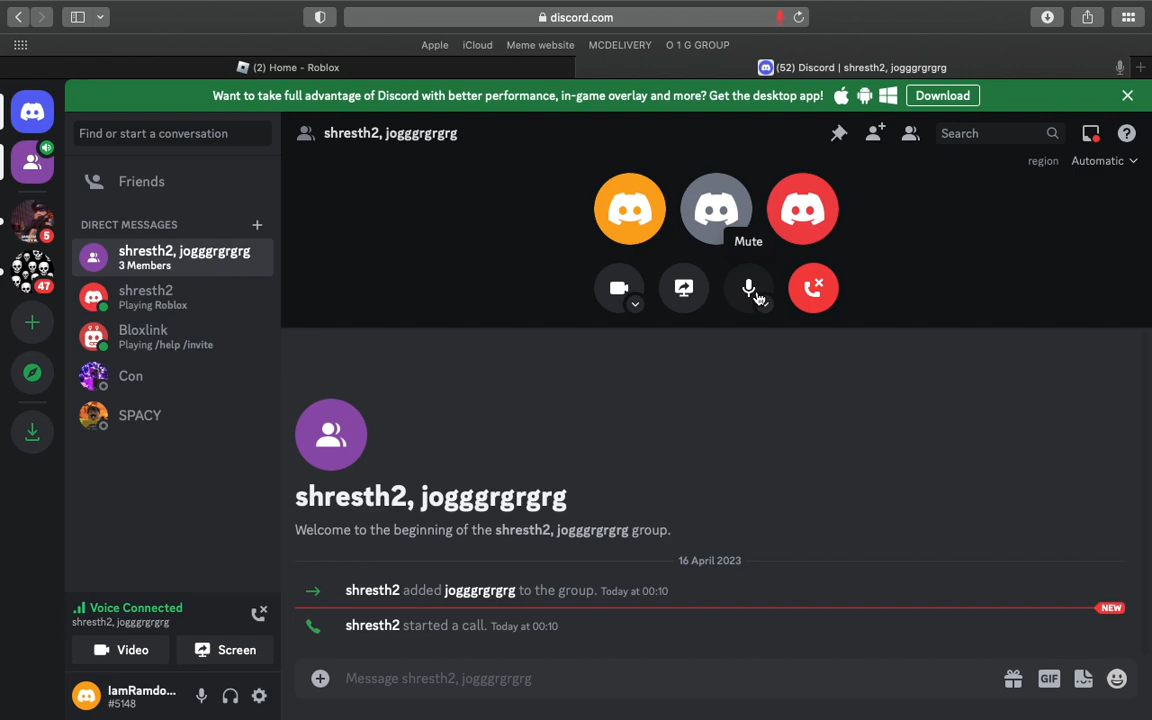 discord.com
Apple iCloud Meme website MCDELIVERY O 1 G GROUP
(2) Home - Roblox
(52) Discord | shresth2, jogggrgrgrg
Want to take full advantage of Discord with better performance, in-game overlay and more? Get the desktop app!
Download
Find or start a conversation
shresth2, jogggrgrgrg
Search
region Automatic
Friends
DIRECT MESSAGES
shresth2, jogggrgrgrg
3 Members
shresth2
Playing Roblox
Bloxlink
Playing /help /invite
Con
SPACY
5
47
Mute
shresth2, jogggrgrgrg
Welcome to the beginning of the shresth2, jogggrgrgrg group.
16 April 2023
shresth2 added jogggrgrgrg to the group. Today at 00:10
NEW
shresth2 started a call. Today at 00:10
Voice Connected
shresth2, jogggrgrgrg
Video
Screen
IamRamdo...
#5148
Message shresth2, jogggrgrgrg
GIF